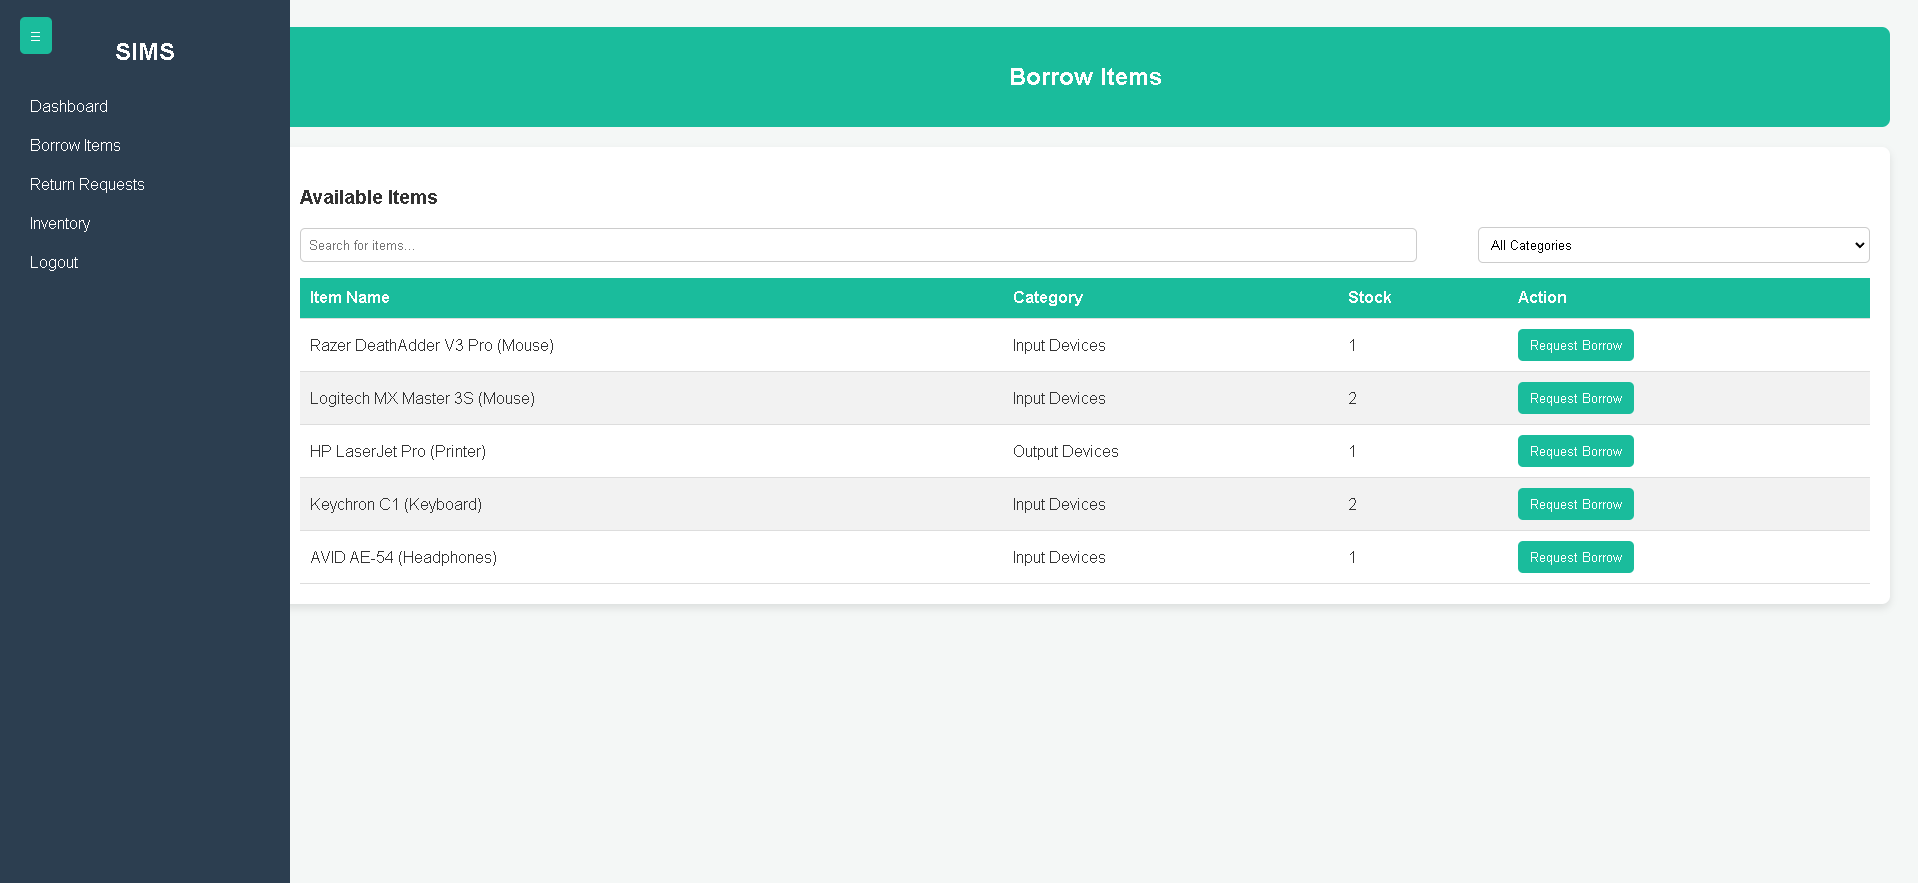 ☰
SIMS
Dashboard
Borrow Items
Return Requests
Inventory
Logout
Borrow Items
Available Items
Search for items...
All Categories
Item Name Category Stock Action
Razer DeathAdder V3 Pro (Mouse) Input Devices 1 Request Borrow
Logitech MX Master 3S (Mouse) Input Devices 2 Request Borrow
HP LaserJet Pro (Printer) Output Devices 1 Request Borrow
Keychron C1 (Keyboard) Input Devices 2 Request Borrow
AVID AE-54 (Headphones) Input Devices 1 Request Borrow